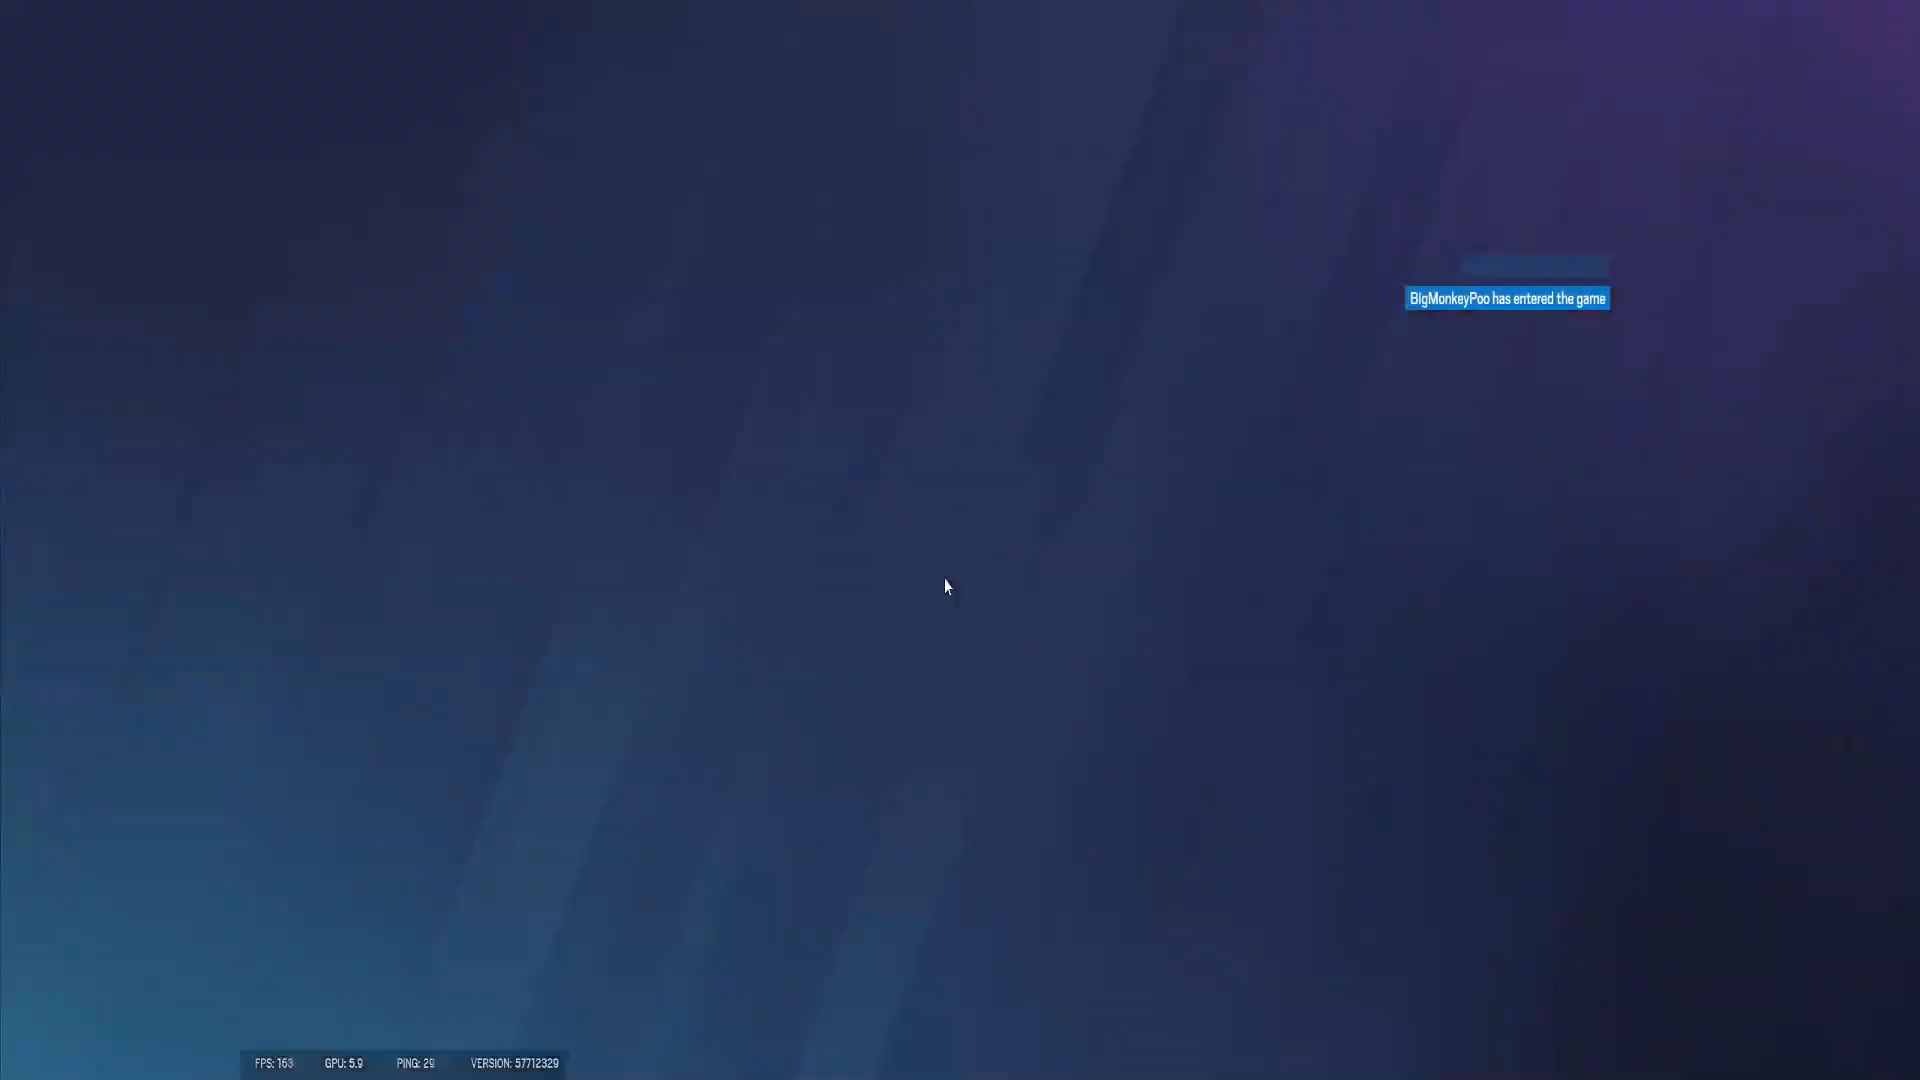 BigMonkeyPoo has entered the game
FPS: 163 GPU: 5.9 PING: 29 VERSION: 57712329